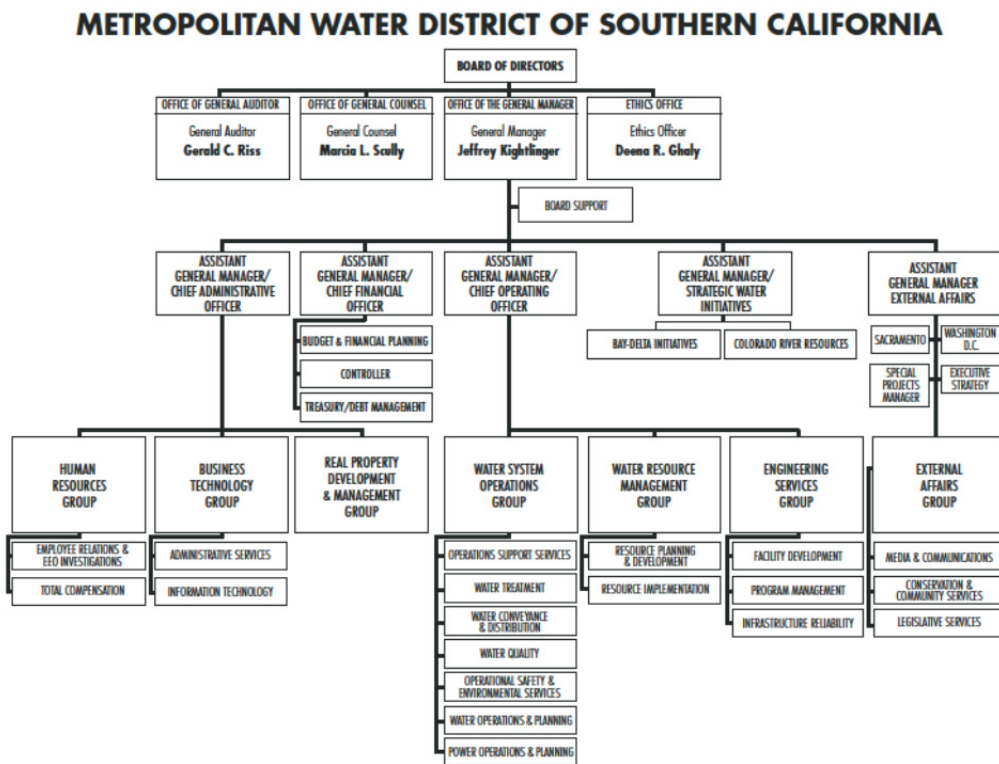 METROPOLITAN WATER DISTRICT OF SOUTHERN CALIFORNIA
BOARD OF DIRECTORS
OFFICE OF GENERAL AUDITOR
General Auditor
Gerald C. Riss
OFFICE OF GENERAL COUNSEL
General Counsel
Marcia L. Scully
OFFICE OF THE GENERAL MANAGER
General Manager
Jeffrey Kightlinger
ETHICS OFFICE
Ethics Officer
Deena R. Ghaly
BOARD SUPPORT
ASSISTANT
GENERAL MANAGER/
CHIEF ADMINISTRATIVE
OFFICER
ASSISTANT
GENERAL MANAGER/
CHIEF FINANCIAL
OFFICER
BUDGET & FINANCIAL PLANNING
CONTROLLER
TREASURY/DEBT MANAGEMENT
ASSISTANT
GENERAL MANAGER/
CHIEF OPERATING
OFFICER
ASSISTANT
GENERAL MANAGER/
STRATEGIC WATER
INITIATIVES
BAY-DELTA INITIATIVES
COLORADO RIVER RESOURCES
ASSISTANT
GENERAL MANAGER
EXTERNAL AFFAIRS
SACRAMENTO
WASHINGTON
D.C.
SPECIAL
PROJECTS
MANAGER
EXECUTIVE
STRATEGY
HUMAN
RESOURCES
GROUP
EMPLOYEE RELATIONS &
EEO INVESTIGATIONS
TOTAL COMPENSATION
BUSINESS
TECHNOLOGY
GROUP
ADMINISTRATIVE SERVICES
INFORMATION TECHNOLOGY
REAL PROPERTY
DEVELOPMENT
& MANAGEMENT
GROUP
WATER SYSTEM
OPERATIONS
GROUP
OPERATIONS SUPPORT SERVICES
WATER TREATMENT
WATER CONVEYANCE
& DISTRIBUTION
WATER QUALITY
OPERATIONAL SAFETY &
ENVIRONMENTAL SERVICES
WATER OPERATIONS & PLANNING
POWER OPERATIONS & PLANNING
WATER RESOURCE
MANAGEMENT
GROUP
RESOURCE PLANNING
& DEVELOPMENT
RESOURCE IMPLEMENTATION
ENGINEERING
SERVICES
GROUP
FACILITY DEVELOPMENT
PROGRAM MANAGEMENT
INFRASTRUCTURE RELIABILITY
EXTERNAL
AFFAIRS
GROUP
MEDIA & COMMUNICATIONS
CONSERVATION &
COMMUNITY SERVICES
LEGISLATIVE SERVICES